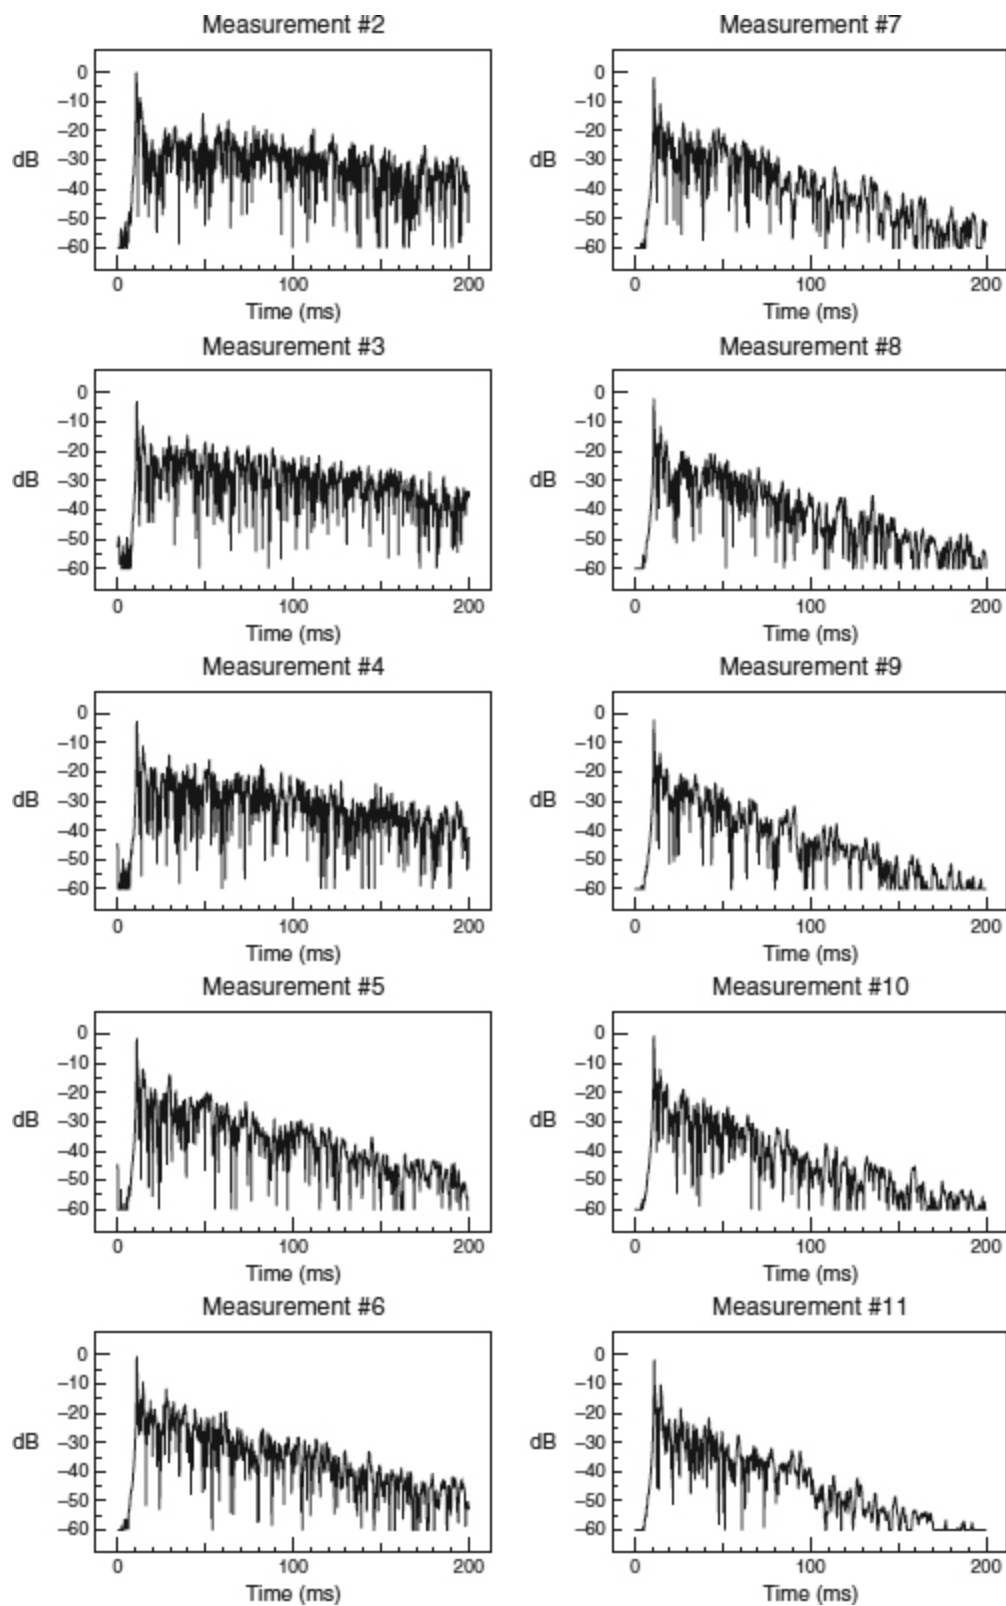 Measurement #2
0
–10
–20
dB
–30
–40
–50
–60
0 100 200
Time (ms)
Measurement #7
0
–10
–20
dB
–30
–40
–50
–60
0 100 200
Time (ms)
Measurement #3
0
–10
–20
dB
–30
–40
–50
–60
0 100 200
Time (ms)
Measurement #8
0
–10
–20
dB
–30
–40
–50
–60
0 100 200
Time (ms)
Measurement #4
0
–10
–20
dB
–30
–40
–50
–60
0 100 200
Time (ms)
Measurement #9
0
–10
–20
dB
–30
–40
–50
–60
0 100 200
Time (ms)
Measurement #5
0
–10
–20
dB
–30
–40
–50
–60
0 100 200
Time (ms)
Measurement #10
0
–10
–20
dB
–30
–40
–50
–60
0 100 200
Time (ms)
Measurement #6
0
–10
–20
dB
–30
–40
–50
–60
0 100 200
Time (ms)
Measurement #11
0
–10
–20
dB
–30
–40
–50
–60
0 100 200
Time (ms)